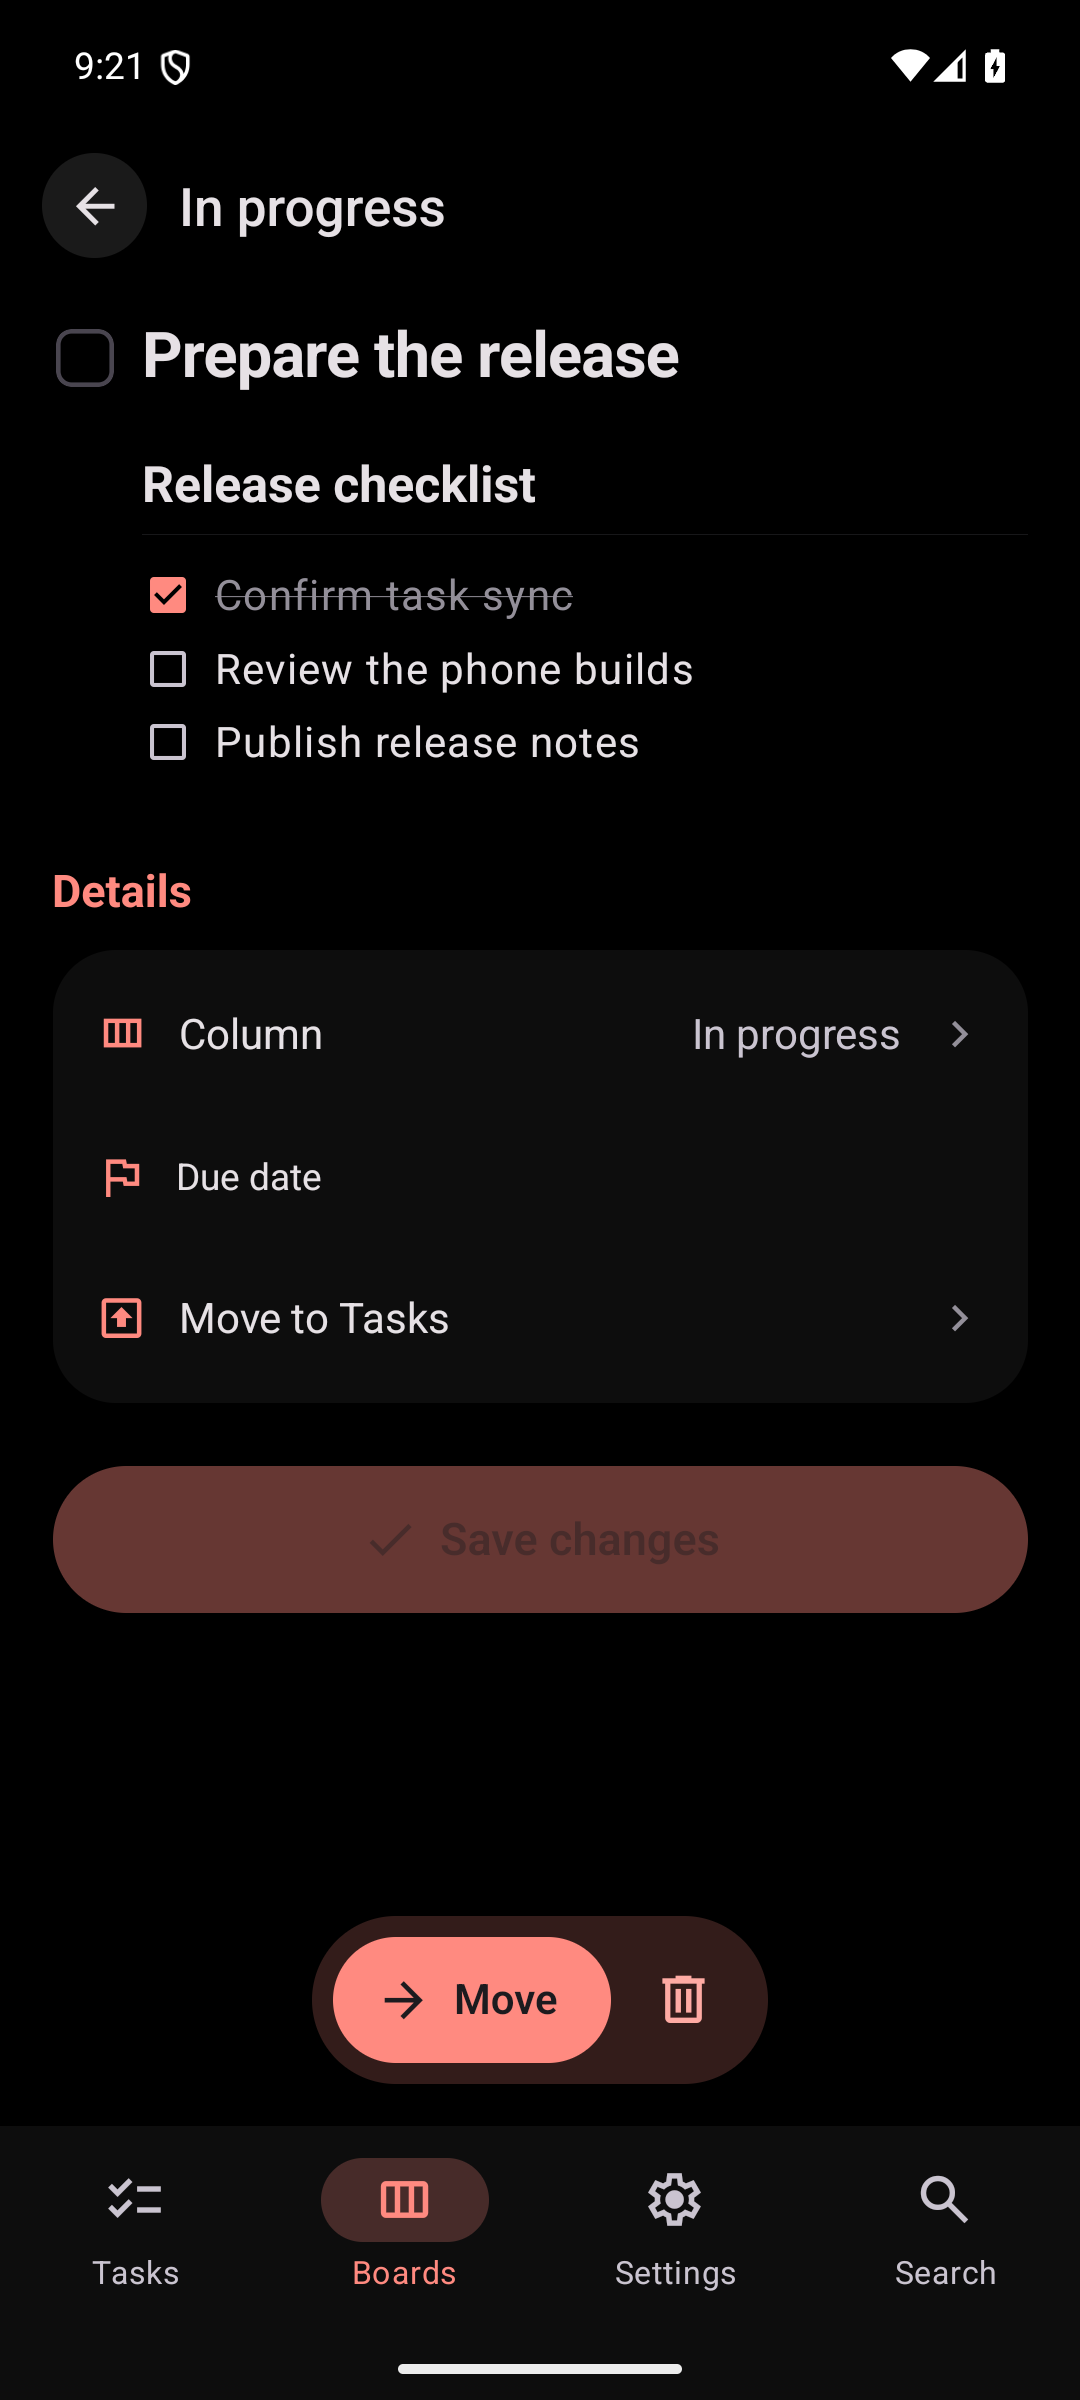 9:21
In progress
Prepare the release
Release checklist
Confirm task sync
Review the phone builds
Publish release notes
Details
Column In progress
Due date
Move to Tasks
Save changes
Move
Tasks Boards Settings Search